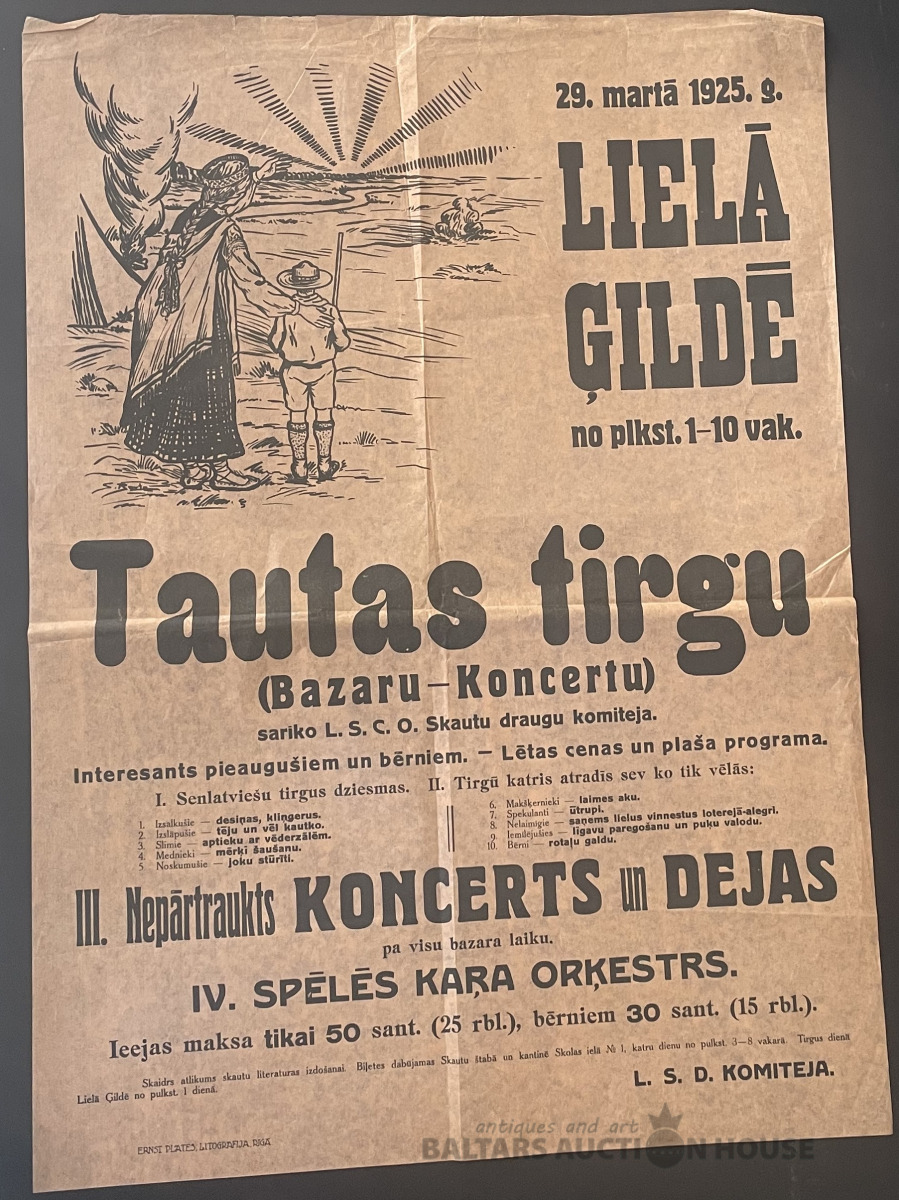 29. martā 1925. g.
LIELĀ
ĢILDĒ
no plkst. 1–10 vak.
Tautas tirgu
(Bazaru–Koncertu)
sariko L. S. C. O. Skautu draugu komiteja.
Interesants pieaugušiem un bērniem. — Lētas cenas un plaša programa.
I. Senlatviešu tirgus dziesmas. II. Tirgū katris atradīs sev ko tik vēlās:
1. Izsalkušie — desiņas, kliņģerus.
2. Izslāpušie — tēju un vēl kautko.
3. Slimie — aptieku ar vēderzālēm.
4. Mednieki — mērķi šaušanu.
5. Noskumušie — joku stūrīti.
6. Makšķernieki — laimes aku.
7. Spekulanti — ūtrupi.
8. Nelaimīgie — saņems lielus vinnestus loterejā-alegri.
9. Iemīlējušies — līgavu paregošanu un puķu valodu.
10. Bērni — rotaļu galdu.
III. Nepārtraukts KONCERTS un DEJAS
pa visu bazara laiku.
IV. SPĒLĒS KAŖA ORĶESTRS.
Ieejas maksa tikai 50 sant. (25 rbl.), bērniem 30 sant. (15 rbl.).
Skaidrs atlikums skautu literaturas izdošanai. Biļetes dabūjamas Skautu štābā un kantinē Skolas ielā № 1, katru dienu no pulkst. 3–8 vakarā. Tirgus dienā
Lielā Ģildē no pulkst. 1 dienā.
L. S. D. KOMITEJA.
ERNST PLATES, LITOGRAFIJA, RIGĀ
antiques and art
BALTARS AUCTION HOUSE